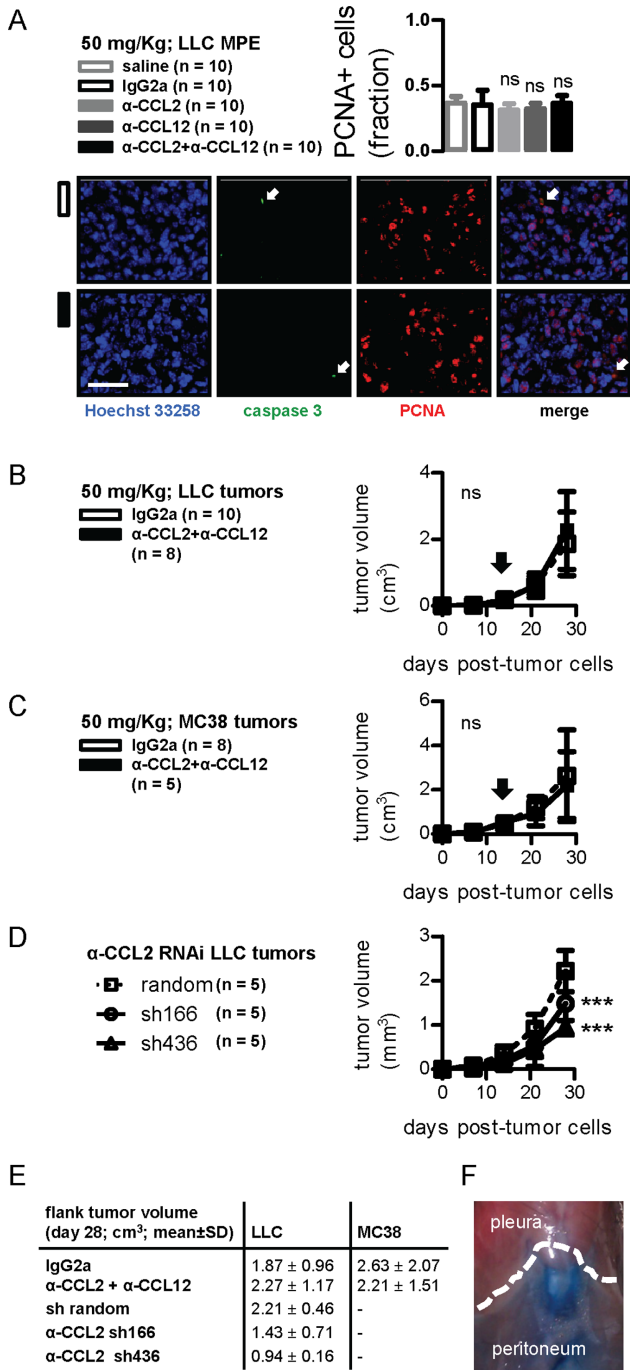 A
50 mg/Kg; LLC MPE
saline (n = 10)
IgG2a (n = 10)
α-CCL2 (n = 10)
α-CCL12 (n = 10)
α-CCL2+α-CCL12 (n = 10)
PCNA+ cells
(fraction)
1.0
0.5
0.0
ns
ns
ns
Hoechst 33258
caspase 3
PCNA
merge
B
50 mg/Kg; LLC tumors
IgG2a (n = 10)
α-CCL2+α-CCL12
(n = 8)
tumor volume
(cm³)
4
2
0
ns
0 10 20 30
days post-tumor cells
C
50 mg/Kg; MC38 tumors
IgG2a (n = 8)
α-CCL2+α-CCL12
(n = 5)
tumor volume
(cm³)
6
4
2
0
ns
0 10 20 30
days post-tumor cells
D
α-CCL2 RNAi LLC tumors
random (n = 5)
sh166 (n = 5)
sh436 (n = 5)
tumor volume
(mm³)
3
2
1
0
***
***
0 10 20 30
days post-tumor cells
E
flank tumor volume
(day 28; cm³; mean±SD) LLC MC38
IgG2a 1.87 ± 0.96 2.63 ± 2.07
α-CCL2 + α-CCL12 2.27 ± 1.17 2.21 ± 1.51
sh random 2.21 ± 0.46 -
α-CCL2 sh166 1.43 ± 0.71 -
α-CCL2 sh436 0.94 ± 0.16 -
F
pleura
peritoneum